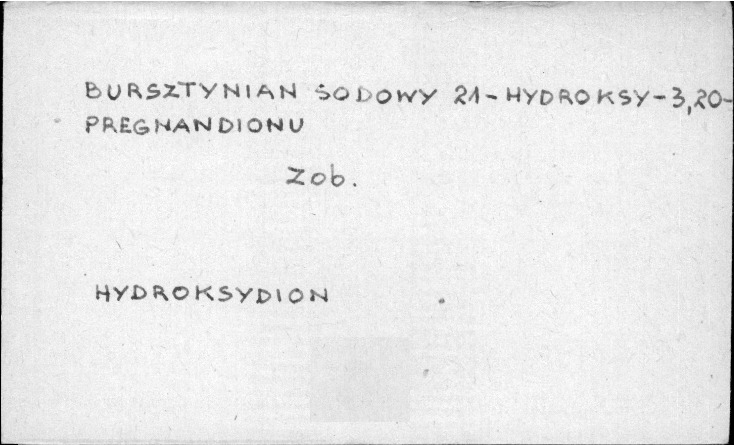 BURSZTYNIAN SODOWY 21-HYDROKSY-3,20-
PREGNANDIONU
Zob.
HYDROKSYDION